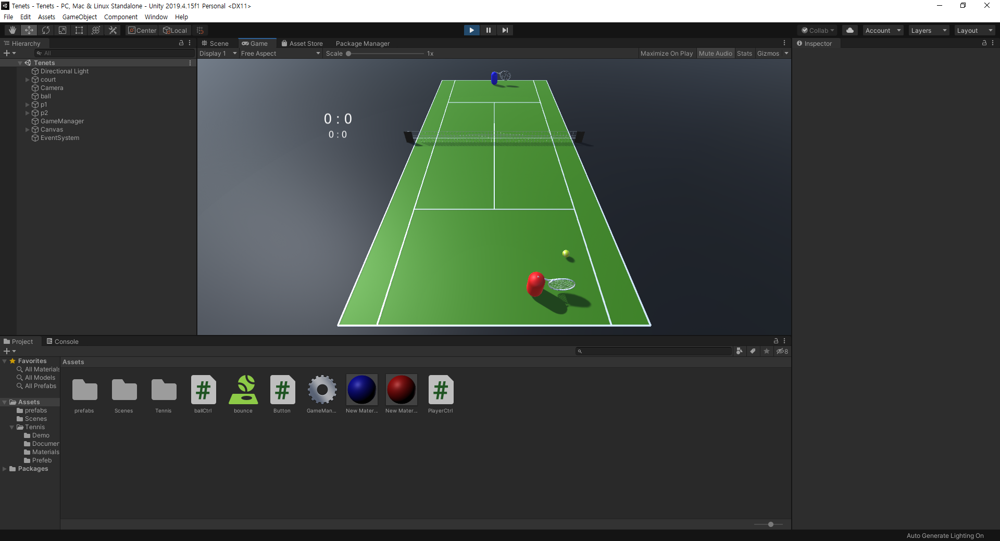 Tenets - Tenets - PC, Mac & Linux Standalone - Unity 2019.4.15f1 Personal <DX11>
File Edit Assets GameObject Component Window Help
Center Local
Collab Account Layers Layout
Hierarchy
All
Tenets
Directional Light
court
Camera
ball
p1
p2
GameManager
Canvas
EventSystem
Scene Game Asset Store Package Manager
Display 1 Free Aspect Scale 1x Maximize On Play Mute Audio Stats Gizmos
0 : 0
0 : 0
Inspector
Project Console
8
Favorites
All Materials
All Models
All Prefabs
Assets
prefabs
Scenes
Tennis
Demo
Documen
Materials
Prefeb
Packages
Assets
# # #
prefabs Scenes Tennis ballCtrl bounce Button GameMan... New Mater... New Mater... PlayerCtrl
Auto Generate Lighting On